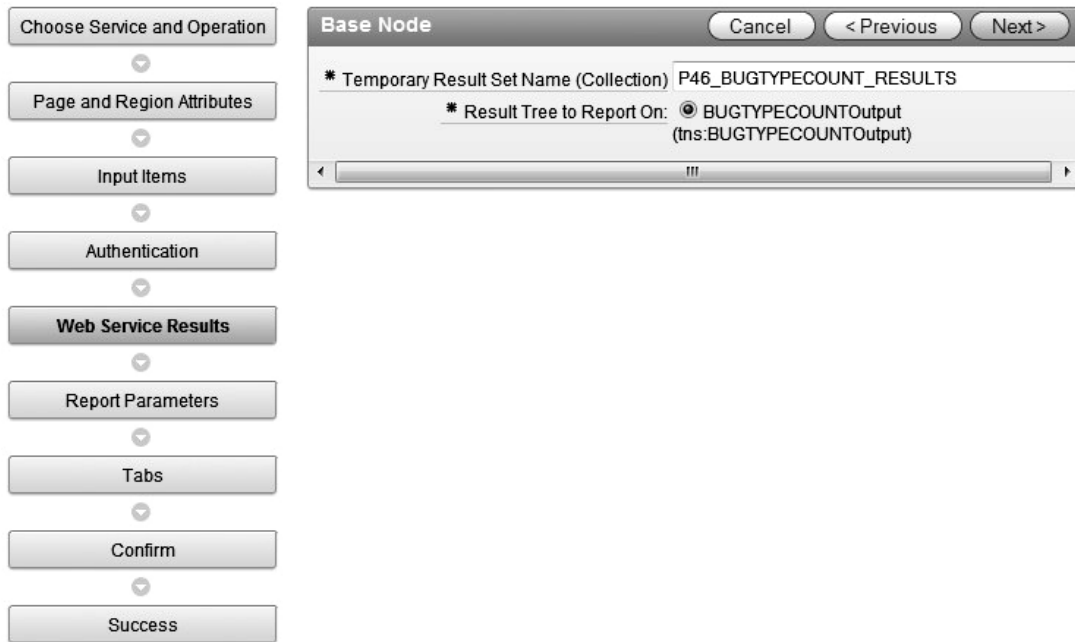 Choose Service and Operation
Page and Region Attributes
Input Items
Authentication
Web Service Results
Report Parameters
Tabs
Confirm
Success
Base Node
Cancel
< Previous
Next >
* Temporary Result Set Name (Collection) P46_BUGTYPECOUNT_RESULTS
* Result Tree to Report On: BUGTYPECOUNTOutput
(tns:BUGTYPECOUNTOutput)